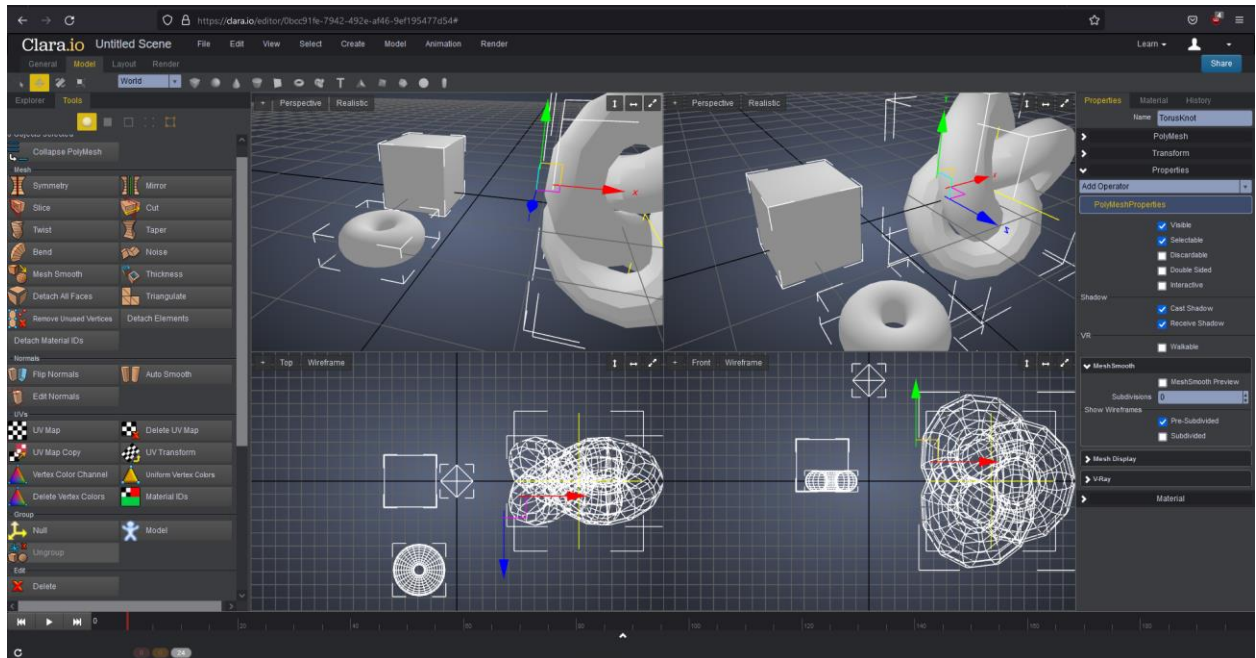 https://clara.io/editor/0bcc91fe-7942-492e-af46-9ef195477d54#
4
Clara.io Untitled Scene File Edit View Select Create Model Animation Render Learn
General Model Layout Render Share
World
Explorer Tools
Collapse PolyMesh
Mesh
Symmetry Mirror
Slice Cut
Twist Taper
Bend Noise
Mesh Smooth Thickness
Detach All Faces Triangulate
Remove Unused Vertices Detach Elements
Detach Material IDs
Normals
Flip Normals Auto Smooth
Edit Normals
UVs
UV Map Delete UV Map
UV Map Copy UV Transform
Vertex Color Channel Uniform Vertex Colors
Delete Vertex Colors Material IDs
Group
Null Model
Ungroup
Edit
Delete
Perspective Realistic
x
Perspective Realistic
x
z
Top Wireframe
Front Wireframe
Properties Material History
Name TorusKnot
PolyMesh
Transform
Properties
Add Operator
PolyMeshProperties
Visible
Selectable
Discardable
Double Sided
Interactive
Shadow
Cast Shadow
Receive Shadow
VR
Walkable
MeshSmooth
MeshSmooth Preview
Subdivisions 0
Show Wireframes
Pre-Subdivided
Subdivided
Mesh Display
V-Ray
Material
0 20 40 60 80 100 120 140 160 180
24